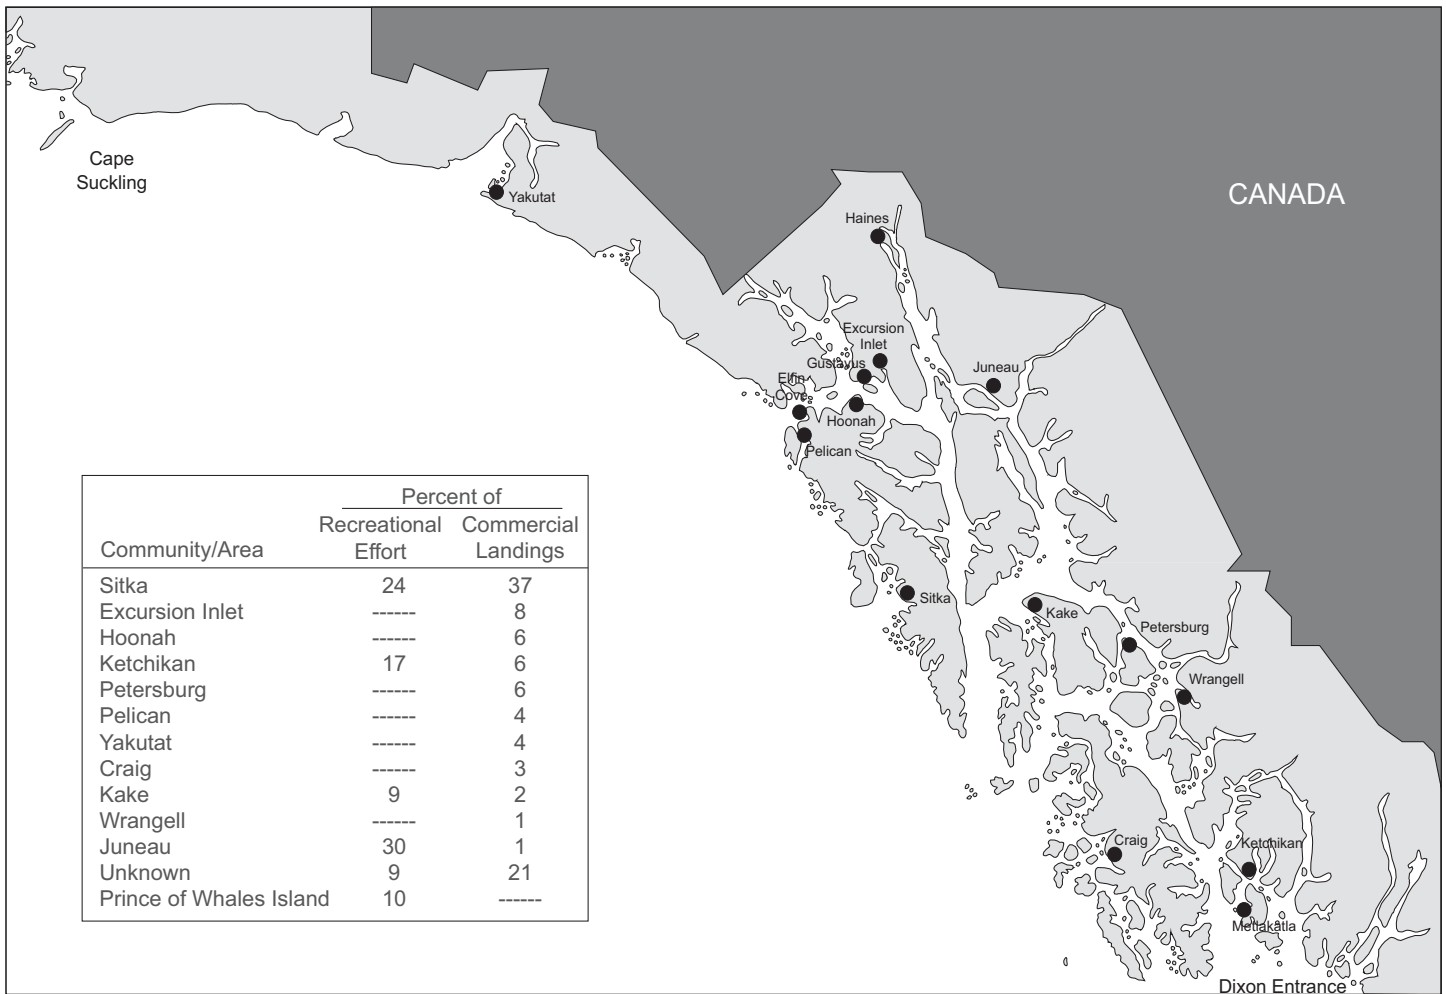 Cape
Suckling
Yakutat
CANADA
Haines
Excursion
Inlet
Gustavus
Juneau
Elfin
Cove
Hoonah
Pelican
Sitka
Kake
Petersburg
Wrangell
Craig
Ketchikan
Metlakatla
Dixon Entrance
Percent of
Recreational Commercial
Community/Area Effort Landings
Sitka 24 37
Excursion Inlet ------ 8
Hoonah ------ 6
Ketchikan 17 6
Petersburg ------ 6
Pelican ------ 4
Yakutat ------ 4
Craig ------ 3
Kake 9 2
Wrangell ------ 1
Juneau 30 1
Unknown 9 21
Prince of Whales Island 10 ------